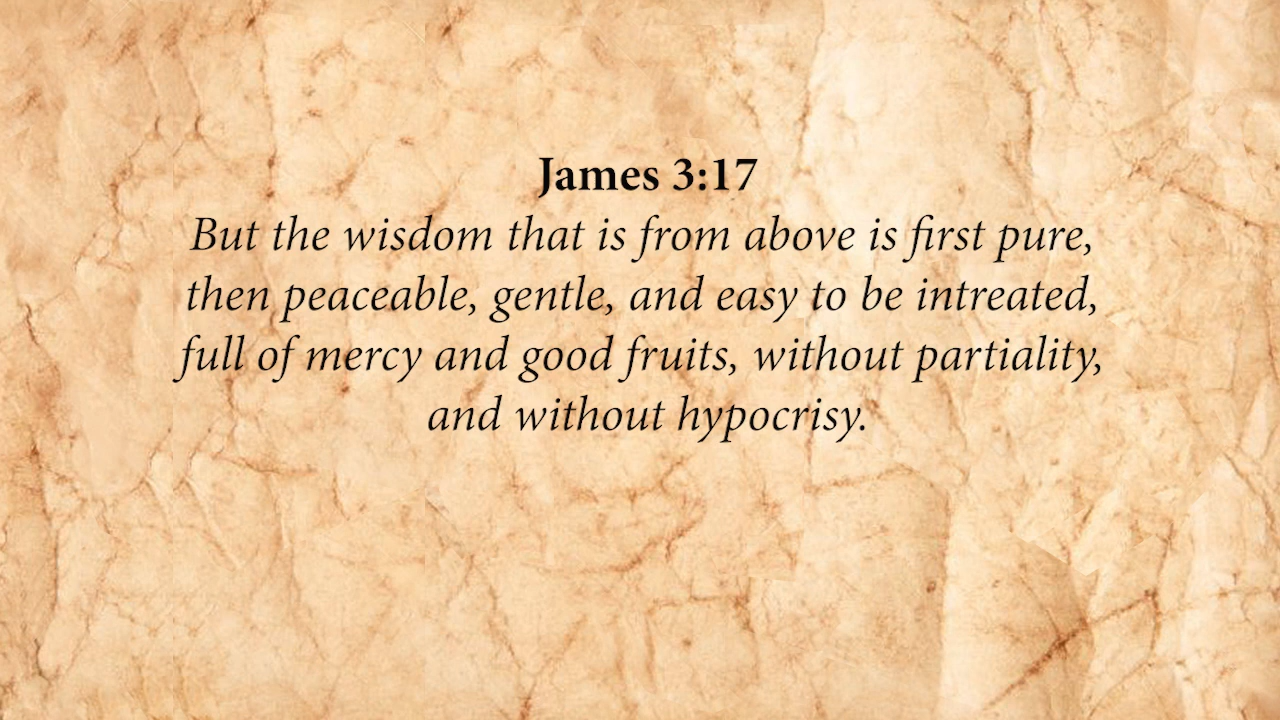 James 3:17
But the wisdom that is from above is first pure,
then peaceable, gentle, and easy to be intreated,
full of mercy and good fruits, without partiality,
and without hypocrisy.